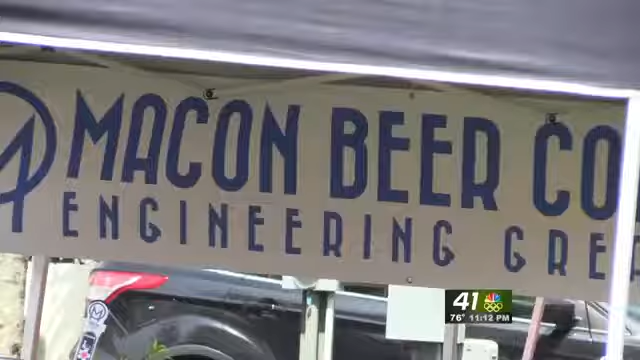 MACON BEER CO
ENGINEERING GRE
41
76° 11:12 PM